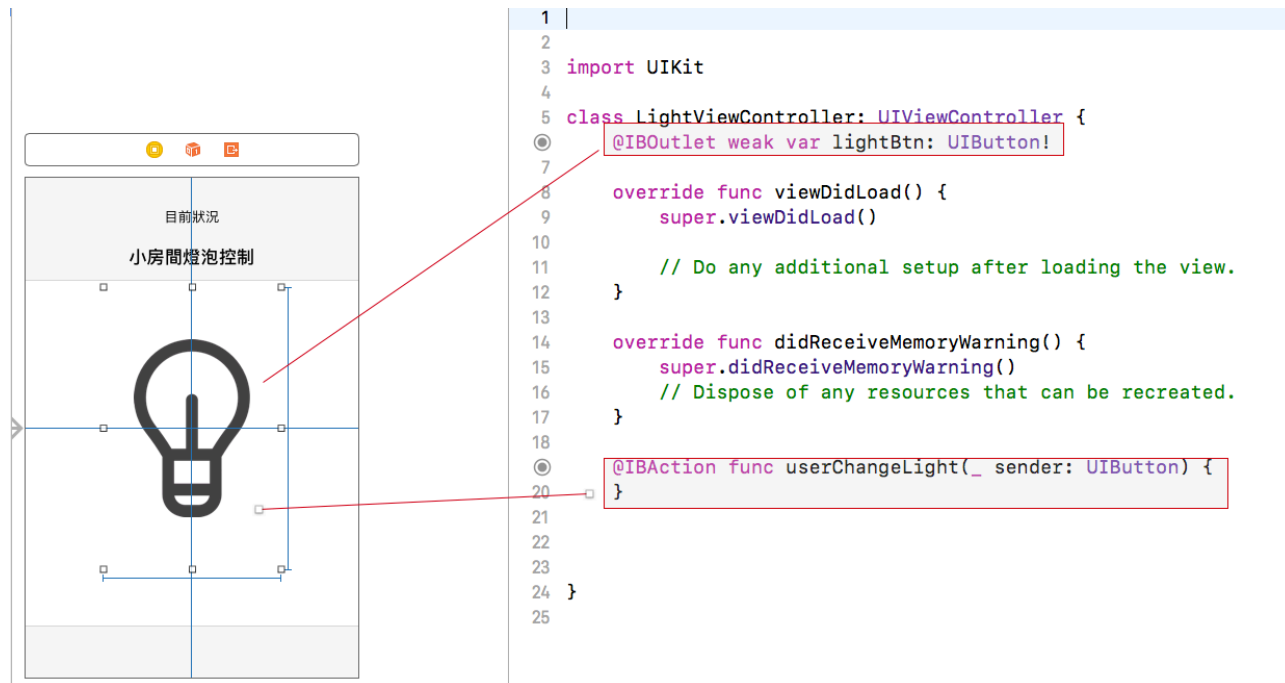 目前狀況
小房間燈泡控制
1
2
3 import UIKit
4
5 class LightViewController: UIViewController {
@IBOutlet weak var lightBtn: UIButton!
7
8 override func viewDidLoad() {
9 super.viewDidLoad()
10
11 // Do any additional setup after loading the view.
12 }
13
14 override func didReceiveMemoryWarning() {
15 super.didReceiveMemoryWarning()
16 // Dispose of any resources that can be recreated.
17 }
18
@IBAction func userChangeLight(_ sender: UIButton) {
20 }
21
22
23
24 }
25